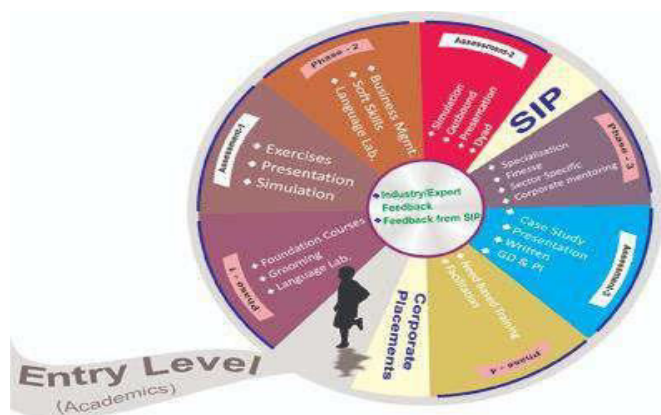 Entry Level
(Academics)
Phase - 1
Foundation Courses
Grooming
Language Lab.
Assessment-1
Exercises
Presentation
Simulation
Phase - 2
Business Mgmt.
Soft Skills
Language Lab.
Assessment-2
Simulation
Outbound
Presentation
Dyad
SIP
Phase - 3
Specialisation
Finesse
Sector Specific
Corporate mentoring
Assessment-3
Case Study
Presentation
Written
GD & PI
Phase - 4
Need based Training
Facilitation
Corporate
Placements
Industry/Expert
Feedback
Feedback from SIP